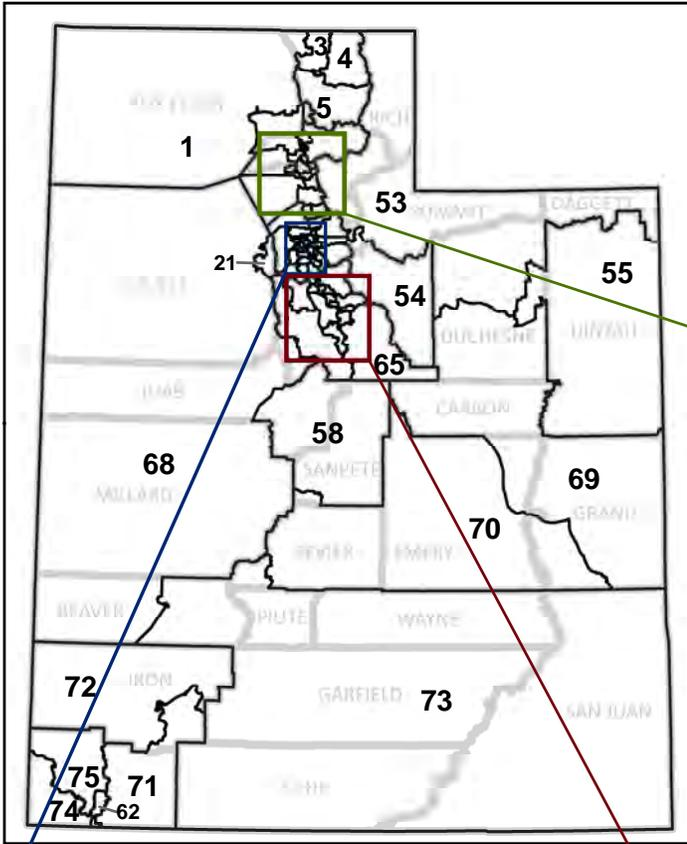 3
4
5
BOX ELDER
RICH
1
53
SUMMIT
DAGGETT
21
55
54
UINTAH
DUCHESNE
65
JUAB
CARBON
58
68
SANPETE
69
MILLARD
GRAND
70
SEVIER
EMERY
BEAVER
PIUTE
WAYNE
72
IRON
GARFIELD
73
SAN JUAN
75
71
KANE
74
62